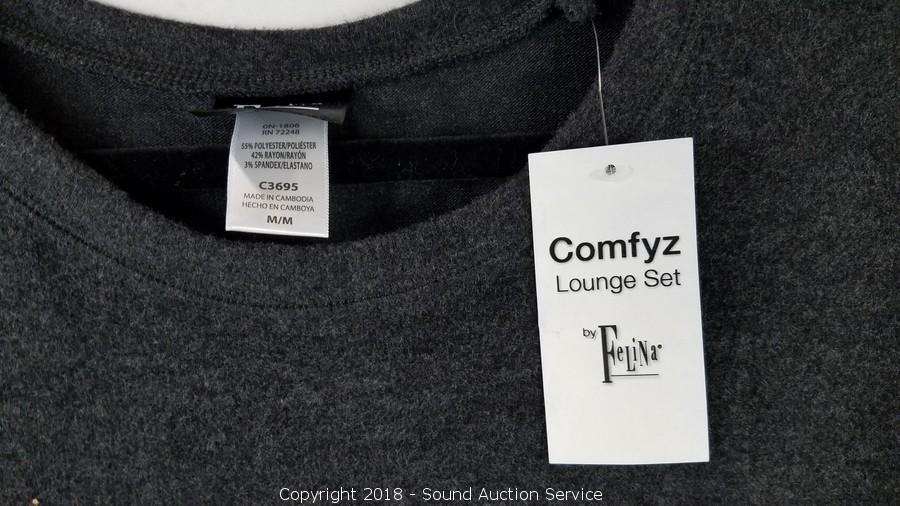 0N-1806
RN 72248
55% POLYESTER/POLIÉSTER
42% RAYON/RAYÓN
3% SPANDEX/ELASTANO
C3695
MADE IN CAMBODIA
HECHO EN CAMBOYA
M/M
Comfyz
Lounge Set
by FeLiNa®
Copyright 2018 - Sound Auction Service